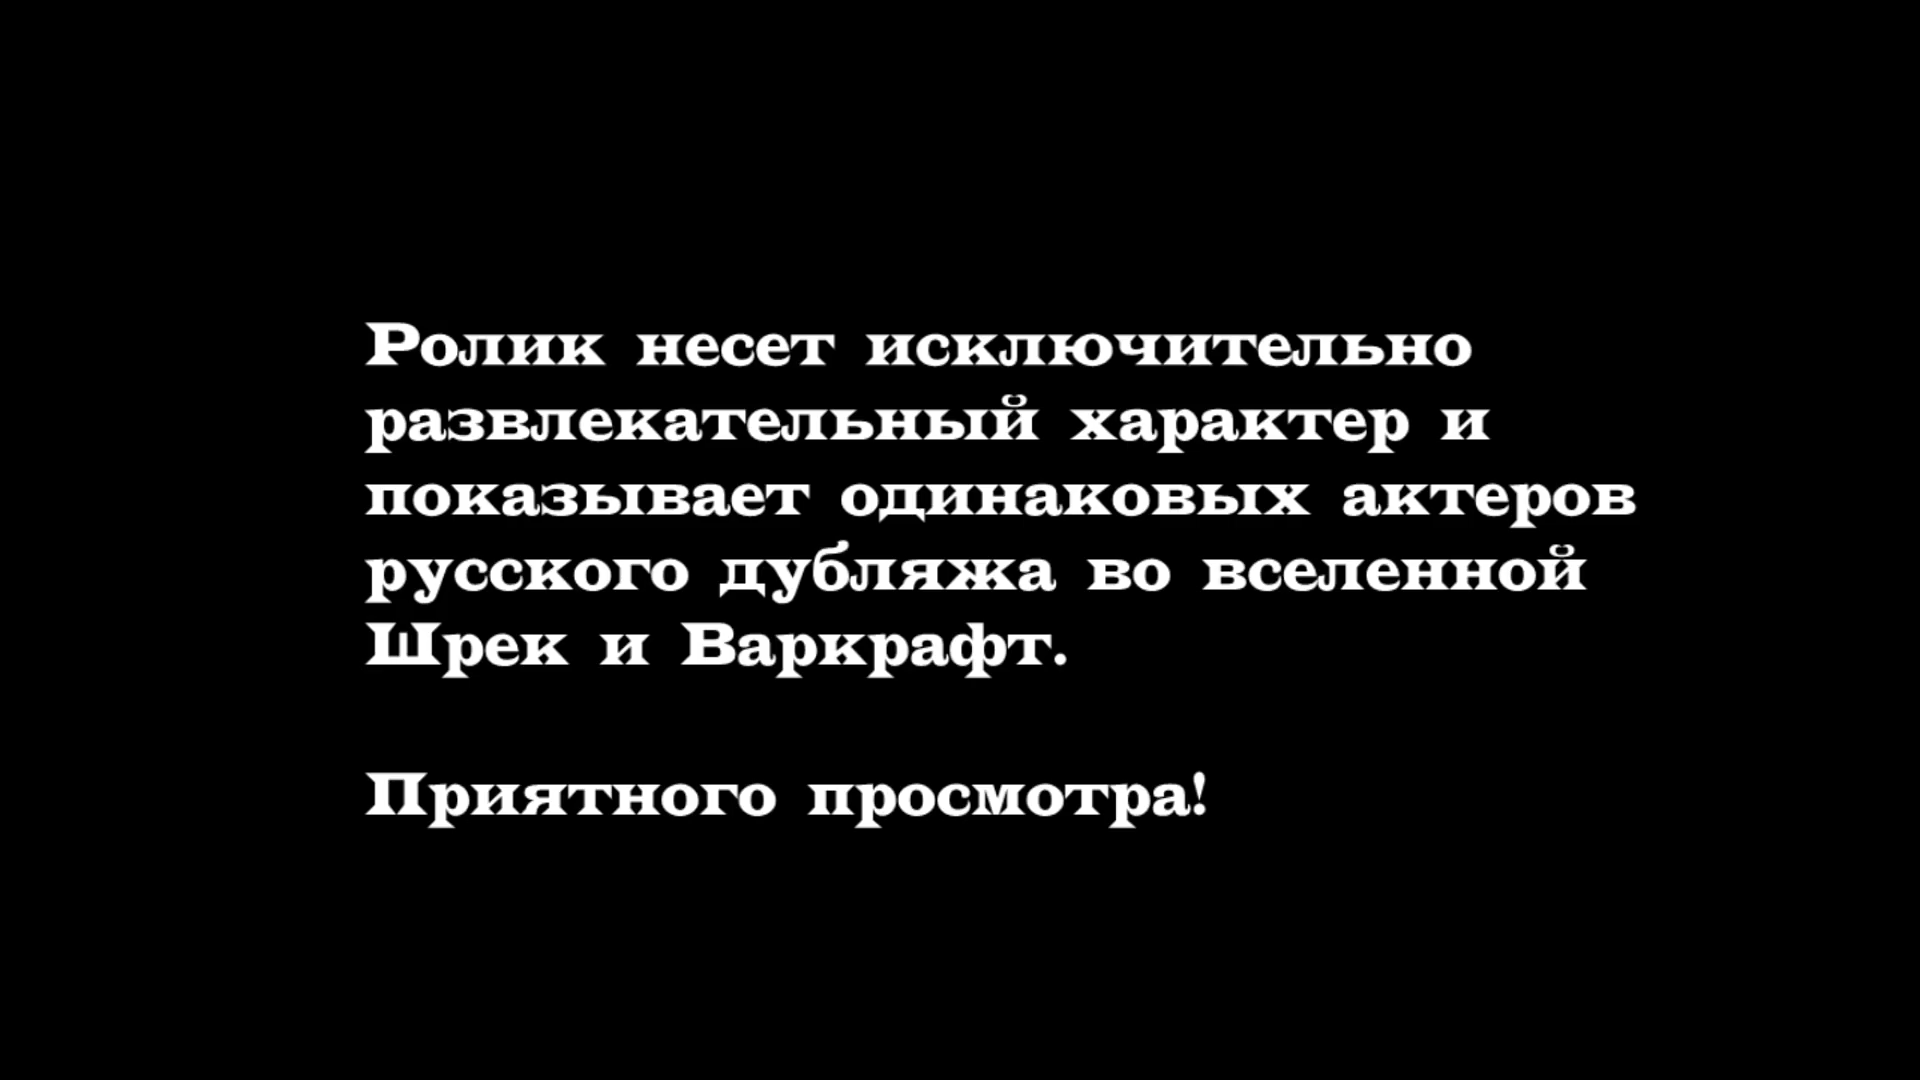 Ролик несет исключительно
развлекательный характер и
показывает одинаковых актеров
русского дубляжа во вселенной
Шрек и Варкрафт.
Приятного просмотра!